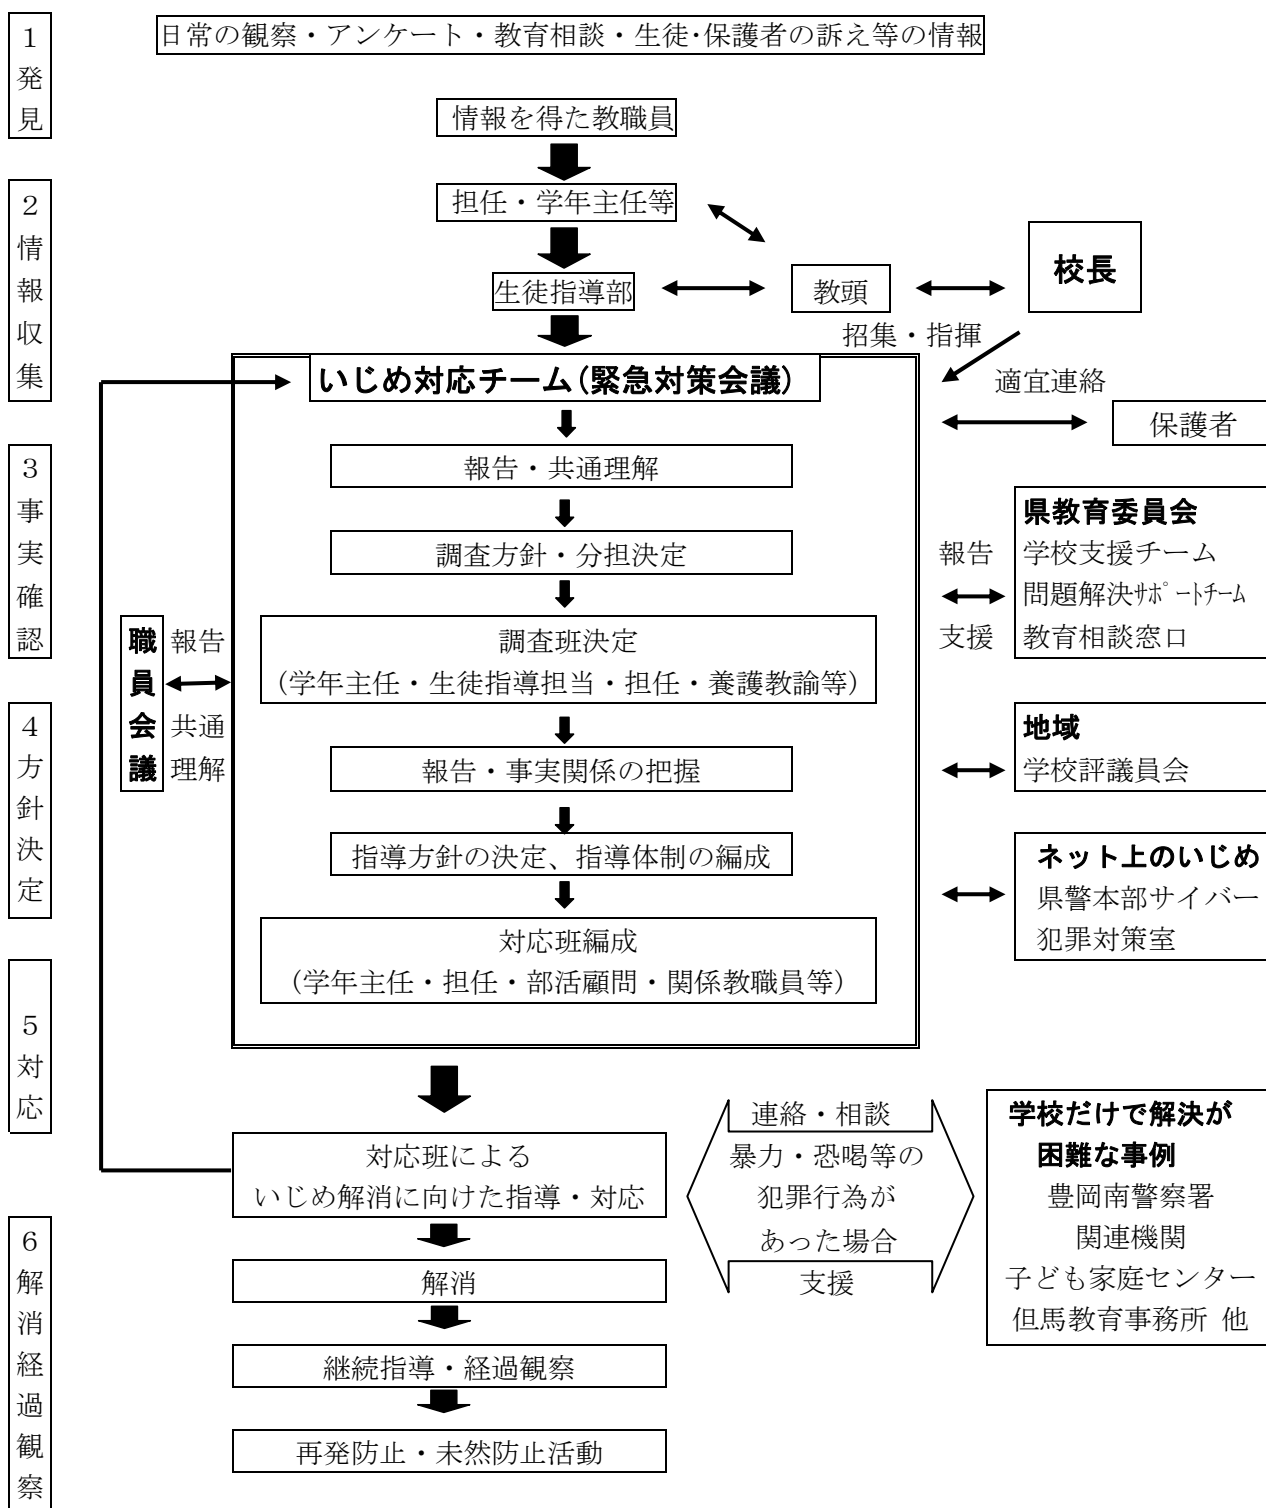 1発見
日常の観察・アンケート・教育相談・生徒・保護者の訴え等の情報
情報を得た教職員
2情報収集
担任・学年主任等
生徒指導部
教頭
校長
招集・指揮
いじめ対応チーム(緊急対策会議)
適宜連絡
保護者
3事実確認
報告・共通理解
調査方針・分担決定
調査班決定
(学年主任・生徒指導担当・担任・養護教諭等)
職員会議
報告
共通
理解
県教育委員会
報告
学校支援チーム
問題解決ｻﾎﾟｰﾄﾁｰﾑ
支援
教育相談窓口
4方針決定
報告・事実関係の把握
指導方針の決定、指導体制の編成
対応班編成
(学年主任・担任・部活顧問・関係教職員等)
地域
学校評議員会
ネット上のいじめ
県警本部サイバー
犯罪対策室
5対応
対応班による
いじめ解消に向けた指導・対応
連絡・相談
暴力・恐喝等の
犯罪行為が
あった場合
支援
学校だけで解決が
困難な事例
豊岡南警察署
関連機関
子ども家庭センター
但馬教育事務所 他
6解消経過観察
解消
継続指導・経過観察
再発防止・未然防止活動